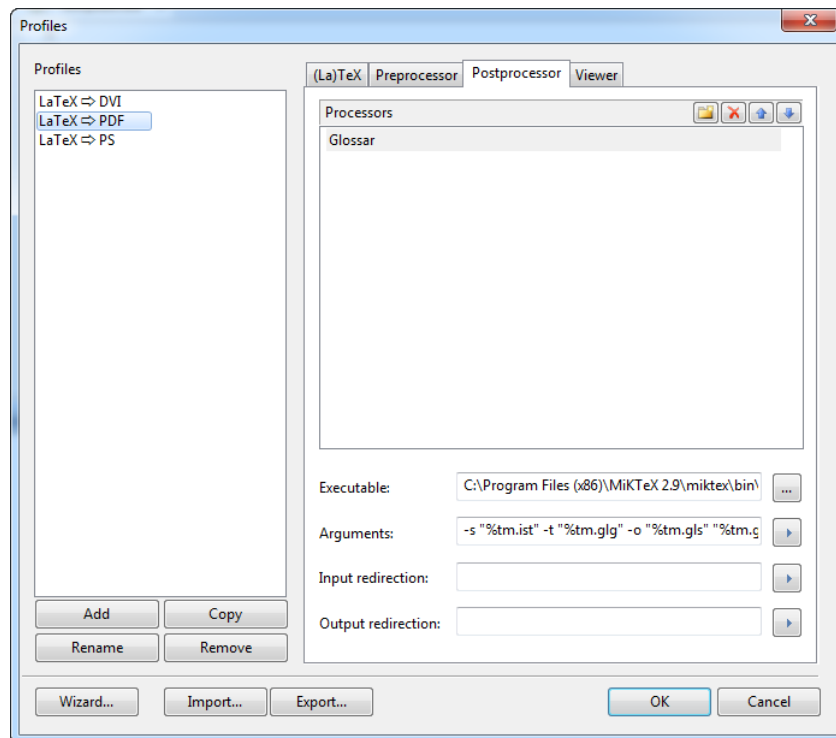 Profiles
Profiles
LaTeX ⇨ DVI
LaTeX ⇨ PDF
LaTeX ⇨ PS
Add
Copy
Rename
Remove
(La)TeX
Preprocessor
Postprocessor
Viewer
Processors
Glossar
Executable:
C:\Program Files (x86)\MiKTeX 2.9\miktex\bin\
...
Arguments:
-s "%tm.ist" -t "%tm.glg" -o "%tm.gls" "%tm.g
Input redirection:
Output redirection:
Wizard...
Import...
Export...
OK
Cancel